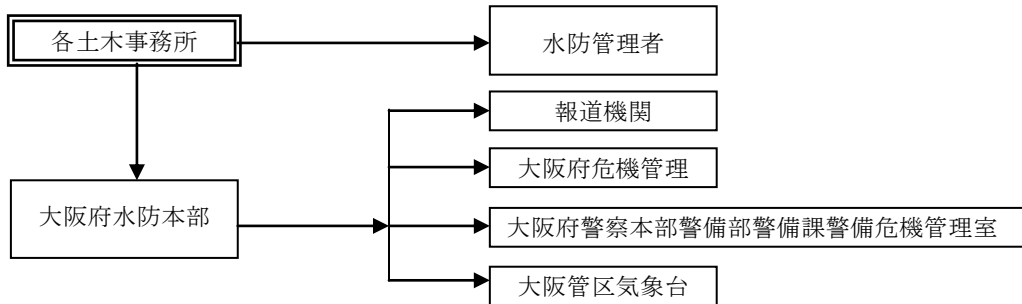 各土木事務所
水防管理者
報道機関
大阪府危機管理
大阪府水防本部
大阪府警察本部警備部警備課警備危機管理室
大阪管区気象台